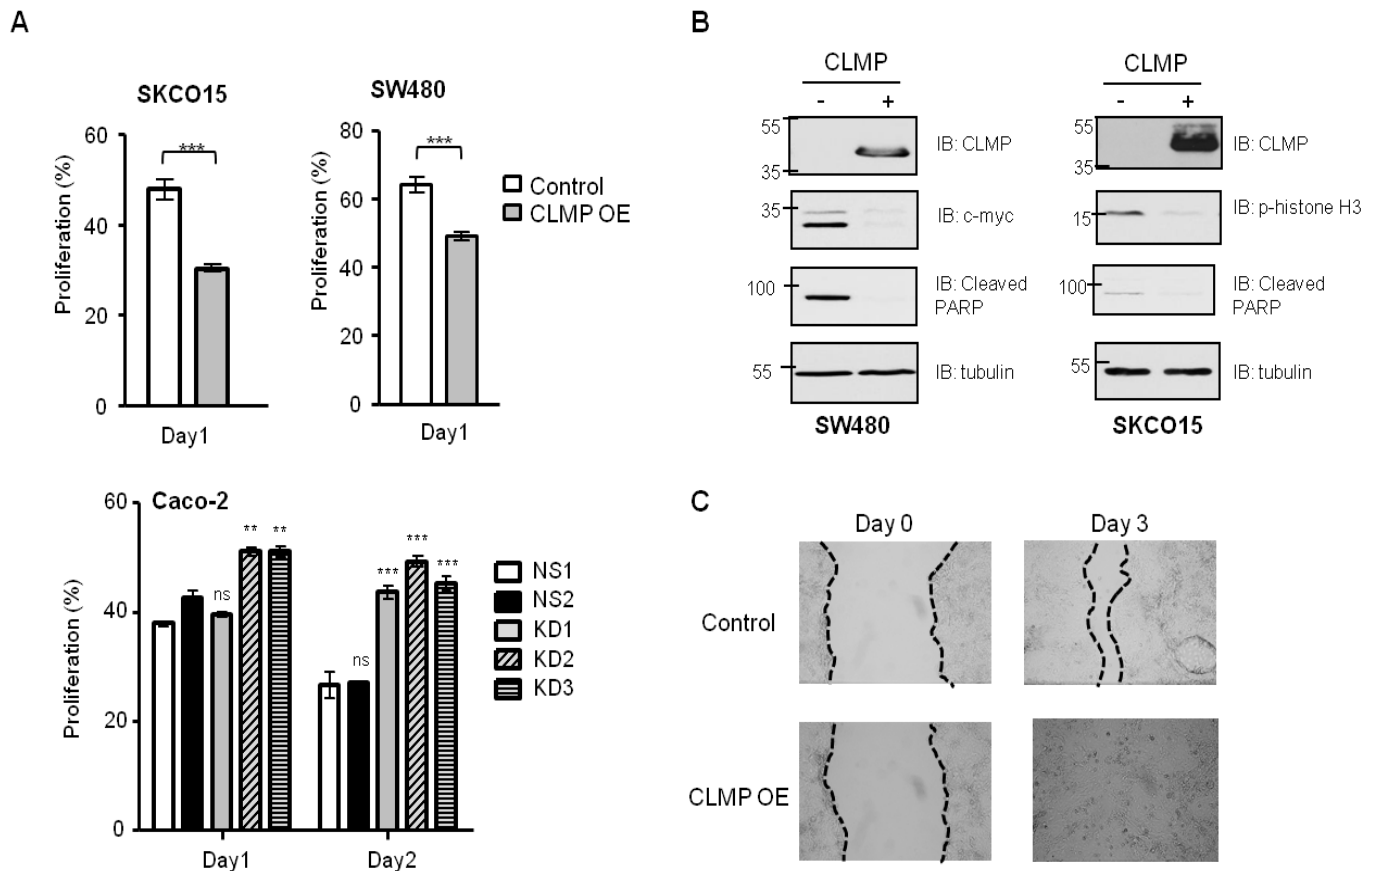 A
SKCO15
60
40
20
0
Proliferation (%)
***
Day1
SW480
80
60
40
20
0
Proliferation (%)
***
Day1
Control
CLMP OE
Caco-2
60
40
20
0
Proliferation (%)
ns
**
**
ns
***
***
***
Day1
Day2
NS1
NS2
KD1
KD2
KD3
B
CLMP
-
+
55
35
IB: CLMP
35
IB: c-myc
100
IB: Cleaved
PARP
55
IB: tubulin
SW480
CLMP
-
+
55
35
IB: CLMP
15
IB: p-histone H3
100
IB: Cleaved
PARP
55
IB: tubulin
SKCO15
C
Day 0
Day 3
Control
CLMP OE